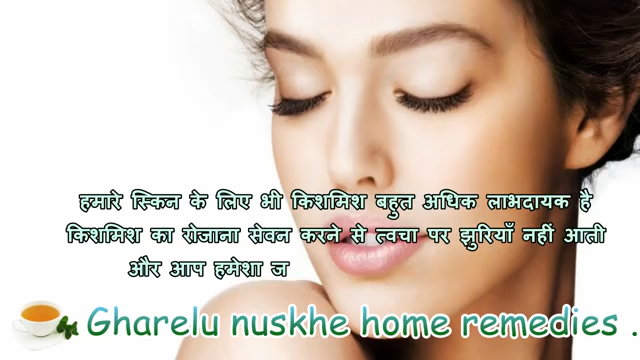 हमारे स्किन के लिए भी किशमिश बहुत अधिक लाभदायक है
किशमिश का रोजाना सेवन करने से त्वचा पर झुरियाँ नहीं आती
और आप हमेशा ज
Gharelu nuskhe home remedies .